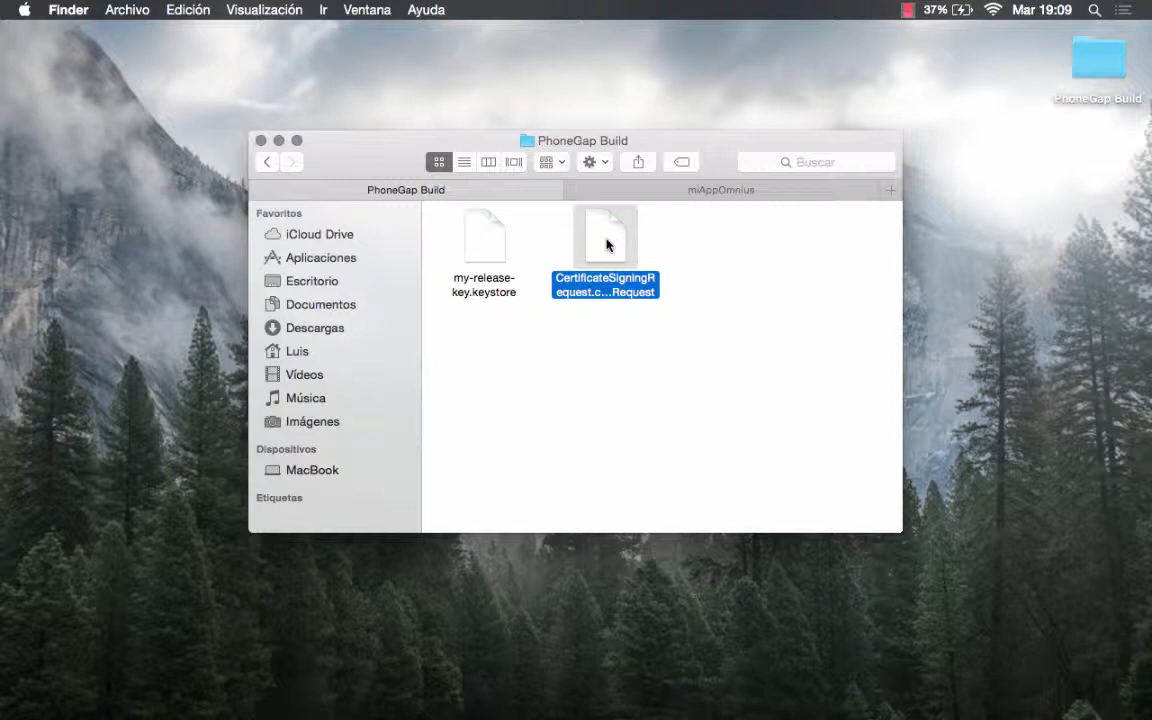 Finder Archivo Edición Visualización Ir Ventana Ayuda 37% Mar 19:09
PhoneGap Build
PhoneGap Build
Buscar
PhoneGap Build miAppOmnius +
Favoritos
iCloud Drive
Aplicaciones
Escritorio
Documentos
Descargas
Luis
Vídeos
Música
Imágenes
Dispositivos
MacBook
Etiquetas
my-release-
key.keystore
CertificateSigningR
equest.c...Request